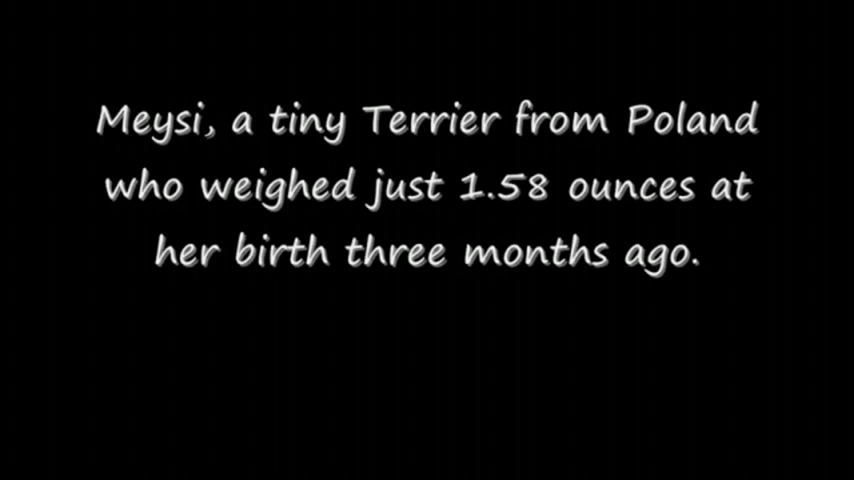 Meysi, a tiny Terrier from Poland
who weighed just 1.58 ounces at
her birth three months ago.